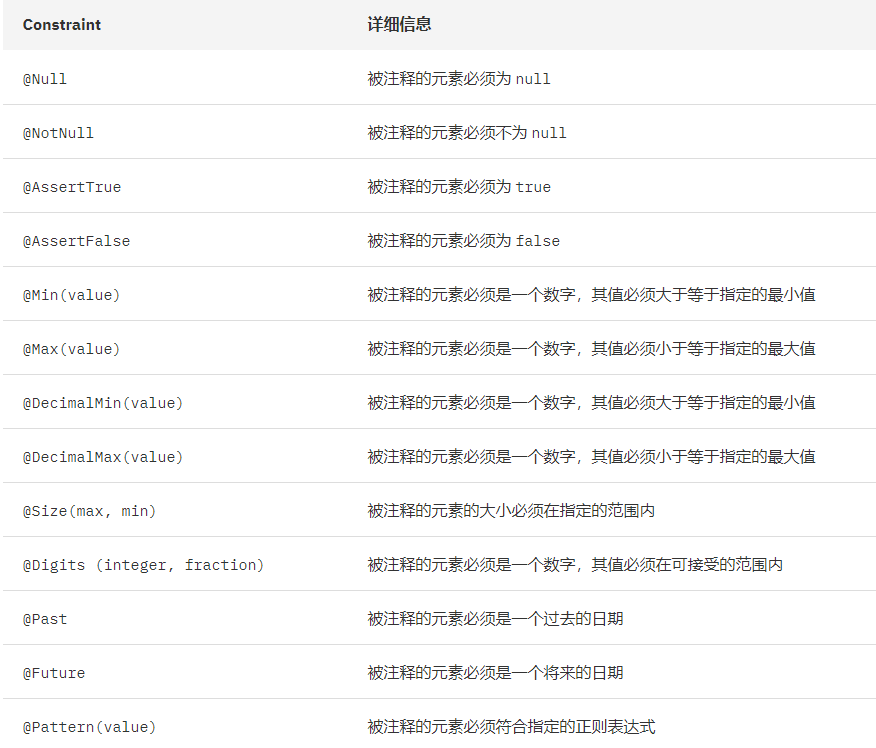 Constraint 详细信息
@Null 被注释的元素必须为 null
@NotNull 被注释的元素必须不为 null
@AssertTrue 被注释的元素必须为 true
@AssertFalse 被注释的元素必须为 false
@Min(value) 被注释的元素必须是一个数字，其值必须大于等于指定的最小值
@Max(value) 被注释的元素必须是一个数字，其值必须小于等于指定的最大值
@DecimalMin(value) 被注释的元素必须是一个数字，其值必须大于等于指定的最小值
@DecimalMax(value) 被注释的元素必须是一个数字，其值必须小于等于指定的最大值
@Size(max, min) 被注释的元素的大小必须在指定的范围内
@Digits (integer, fraction) 被注释的元素必须是一个数字，其值必须在可接受的范围内
@Past 被注释的元素必须是一个过去的日期
@Future 被注释的元素必须是一个将来的日期
@Pattern(value) 被注释的元素必须符合指定的正则表达式